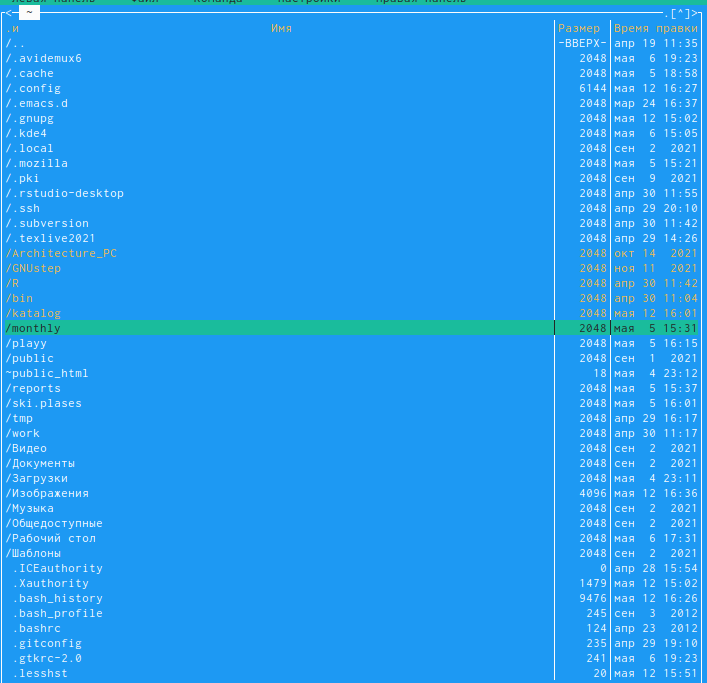 Левая панель Файл Команда Настройки Правая панель
<─ ~ .[^]>
.и Имя Размер Время правки
/.. -ВВЕРХ- апр 19 11:35
/.avidemux6 2048 мая 6 19:23
/.cache 2048 мая 5 18:58
/.config 6144 мая 12 16:27
/.emacs.d 2048 мар 24 16:37
/.gnupg 2048 мая 12 15:02
/.kde4 2048 мая 6 15:05
/.local 2048 сен 2 2021
/.mozilla 2048 мая 5 15:21
/.pki 2048 сен 9 2021
/.rstudio-desktop 2048 апр 30 11:55
/.ssh 2048 апр 29 20:10
/.subversion 2048 апр 30 11:42
/.texlive2021 2048 апр 29 14:26
/Architecture_PC 2048 окт 14 2021
/GNUstep 2048 ноя 11 2021
/R 2048 апр 30 11:42
/bin 2048 апр 30 11:04
/katalog 2048 мая 12 16:01
/monthly 2048 мая 5 15:31
/playy 2048 мая 5 16:15
/public 2048 сен 1 2021
~public_html 18 мая 4 23:12
/reports 2048 мая 5 15:37
/ski.plases 2048 мая 5 16:01
/tmp 2048 апр 29 16:17
/work 2048 апр 30 11:17
/Видео 2048 сен 2 2021
/Документы 2048 сен 2 2021
/Загрузки 2048 мая 4 23:11
/Изображения 4096 мая 12 16:36
/Музыка 2048 сен 2 2021
/Общедоступные 2048 сен 2 2021
/Рабочий стол 2048 мая 6 17:31
/Шаблоны 2048 сен 2 2021
.ICEauthority 0 апр 28 15:54
.Xauthority 1479 мая 12 15:02
.bash_history 9476 мая 12 16:26
.bash_profile 245 сен 3 2012
.bashrc 124 апр 23 2012
.gitconfig 235 апр 29 19:10
.gtkrc-2.0 241 мая 6 19:23
.lesshst 20 мая 12 15:51